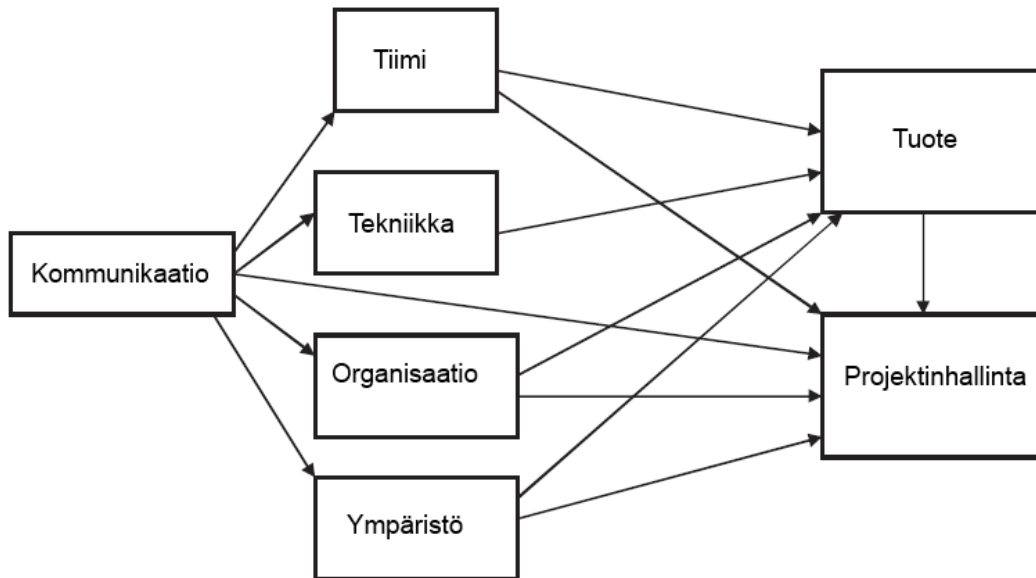 Tiimi
Tuote
Tekniikka
Kommunikaatio
Organisaatio
Projektinhallinta
Ympäristö